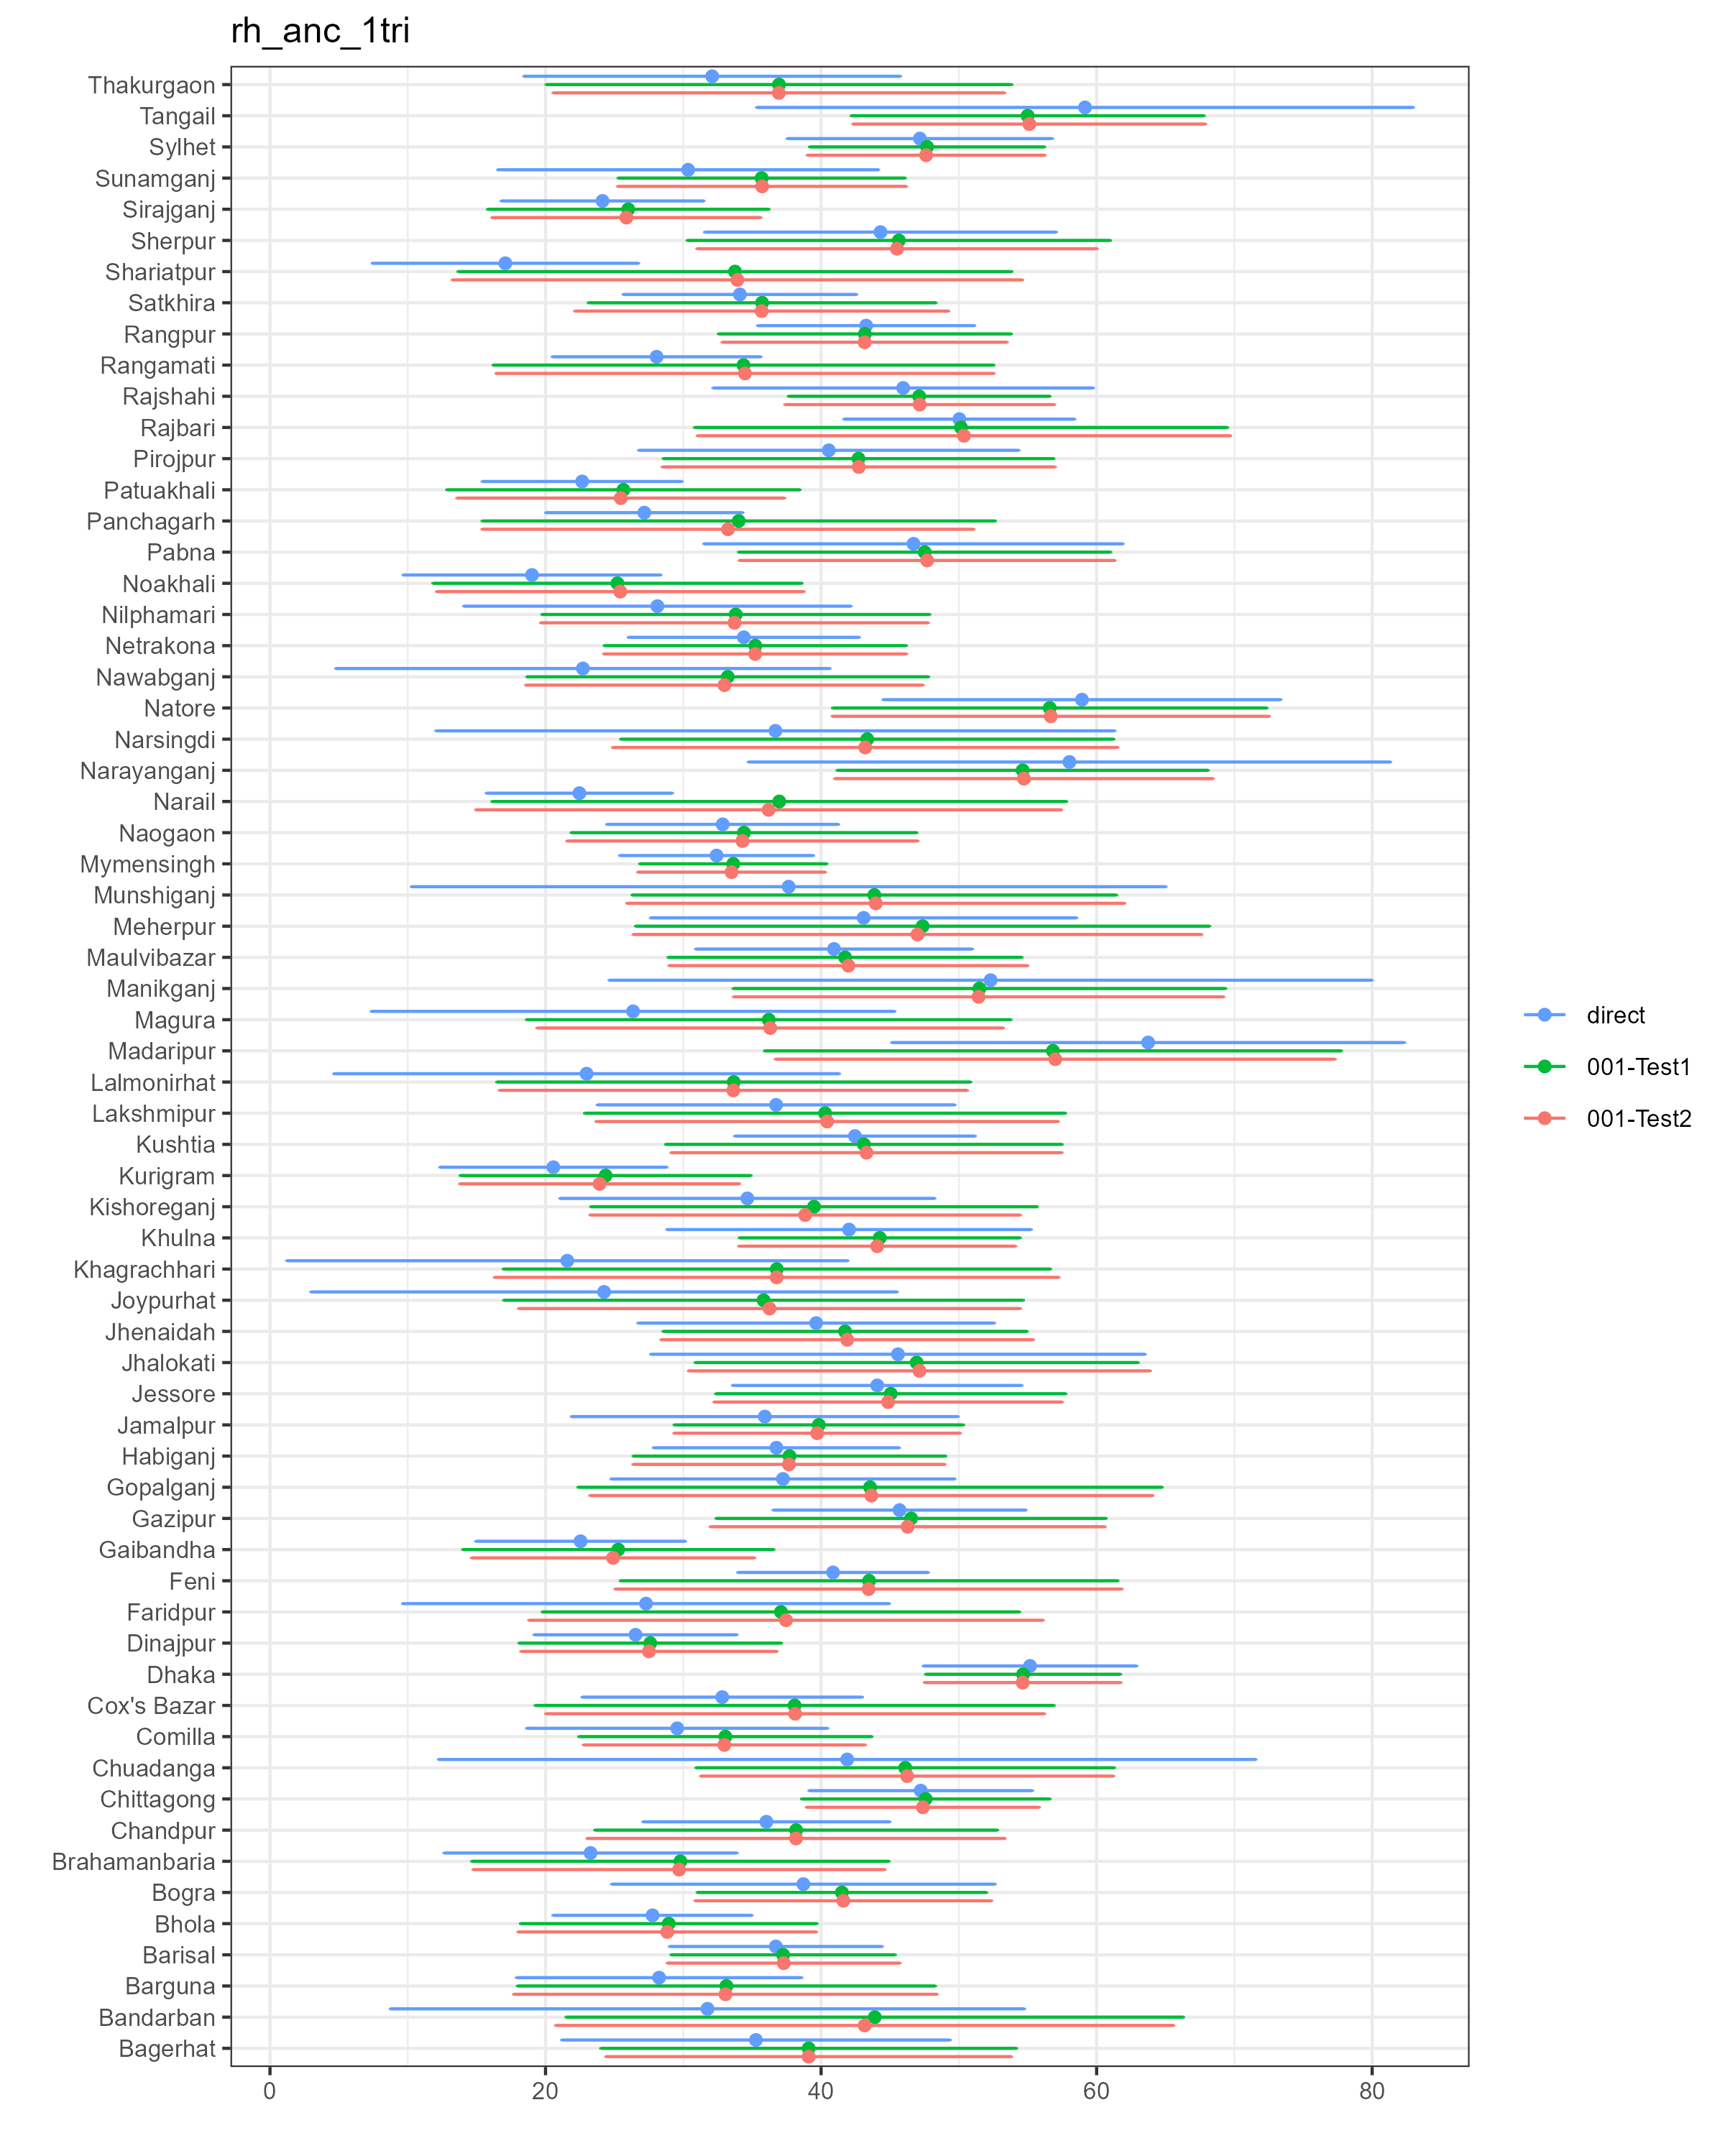 rh_anc_1tri
Thakurgaon
Tangail
Sylhet
Sunamganj
Sirajganj
Sherpur
Shariatpur
Satkhira
Rangpur
Rangamati
Rajshahi
Rajbari
Pirojpur
Patuakhali
Panchagarh
Pabna
Noakhali
Nilphamari
Netrakona
Nawabganj
Natore
Narsingdi
Narayanganj
Narail
Naogaon
Mymensingh
Munshiganj
Meherpur
Maulvibazar
Manikganj
Magura
Madaripur
Lalmonirhat
Lakshmipur
Kushtia
Kurigram
Kishoreganj
Khulna
Khagrachhari
Joypurhat
Jhenaidah
Jhalokati
Jessore
Jamalpur
Habiganj
Gopalganj
Gazipur
Gaibandha
Feni
Faridpur
Dinajpur
Dhaka
Cox's Bazar
Comilla
Chuadanga
Chittagong
Chandpur
Brahamanbaria
Bogra
Bhola
Barisal
Barguna
Bandarban
Bagerhat
0 20 40 60 80
direct
001-Test1
001-Test2